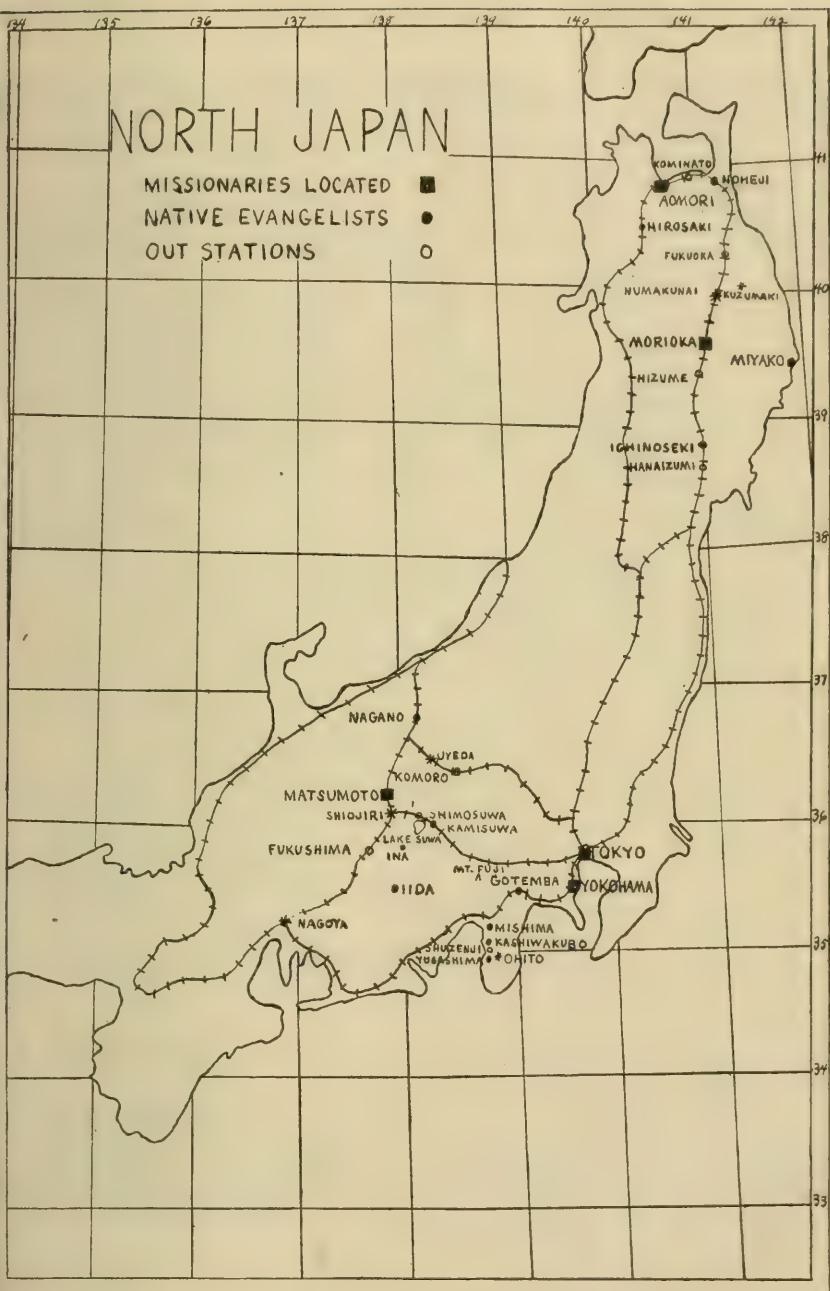 134 135 136 137 138 139 140 141 142
NORTH JAPAN
MISSIONARIES LOCATED
NATIVE EVANGELISTS
OUT STATIONS
41
KOMINATO
NOHEJI
AOMORI
HIROSAKI
FUKUOKA
NUMAKUNAI
KUZUMAKI
40
MORIOKA
MIYAKO
HIZUME
39
ICHINOSEKI
HANAIZUMI
38
37
NAGANO
UYEDA
KOMORO
MATSUMOTO
36
SHIOJIRI
SHIMOSUWA
KAMISUWA
LAKE SUWA
FUKUSHIMA
INA
TOKYO
MT. FUJI
GOTEMBA
YOKOHAMA
IIDA
NAGOYA
MISHIMA
KASHIWAKUBO
35
SHUZENJI
YUGASHIMA
OHITO
34
33